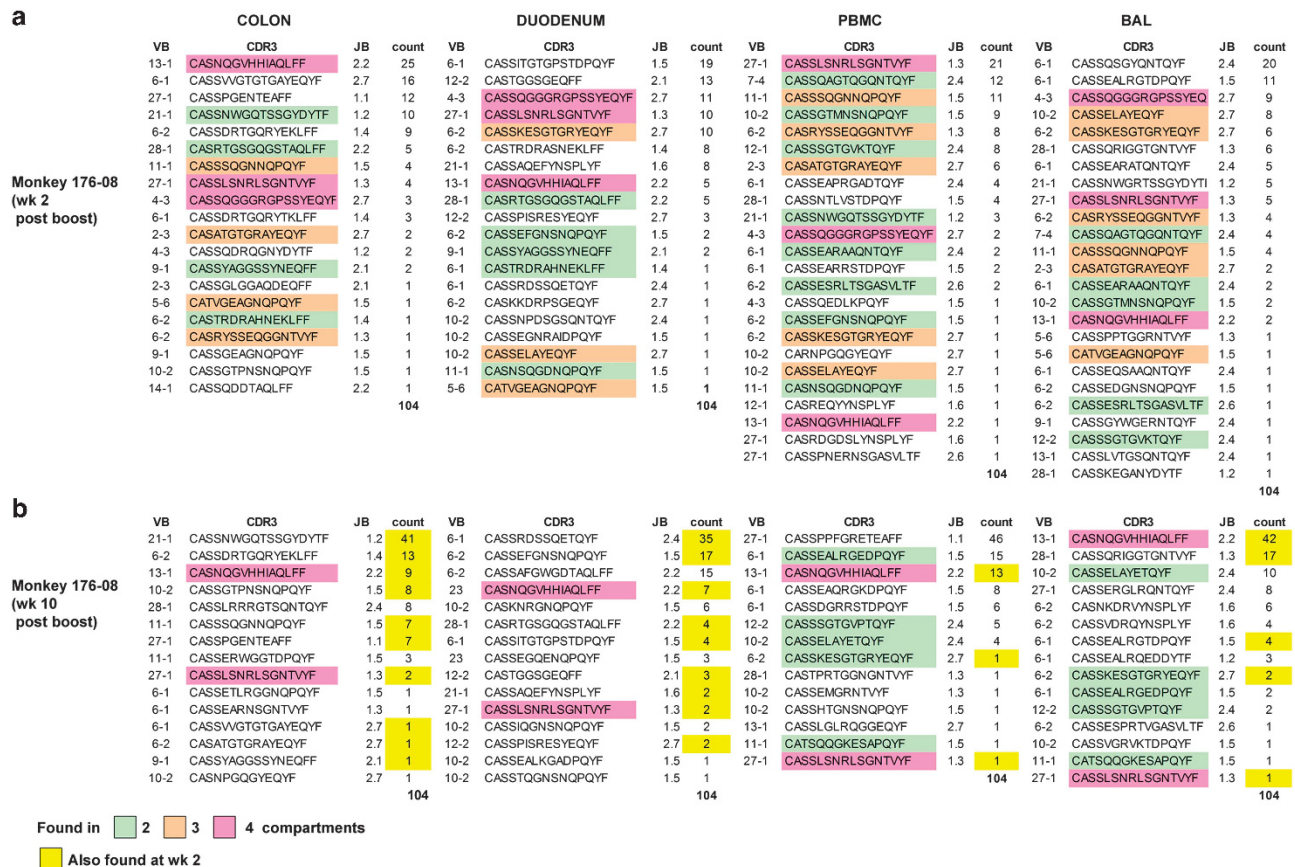 a
COLON
VB CDR3 JB count
13-1 CASNQGVHHIAQLFF 2.2 25
6-1 CASSVVGTGTGAYEQYF 2.7 16
27-1 CASSPGENTEAFF 1.1 12
21-1 CASSNWGQTSSGYDYTF 1.2 10
6-2 CASSDRTGQRYEKLFF 1.4 9
28-1 CASRTGSGQGSTAQLFF 2.2 5
11-1 CASSSQGNNQPQYF 1.5 4
27-1 CASSLSNRLSGNTVYF 1.3 4
4-3 CASSQGGGRGPSSYEQYF 2.7 3
6-1 CASSDRTGQRYTKLFF 1.4 3
2-3 CASATGTGRAYEQYF 2.7 2
4-3 CASSQDRQGNYDYTF 1.2 2
9-1 CASSYAGGSSYNEQFF 2.1 2
2-3 CASSGLGGAQDEQFF 2.1 1
5-6 CATVGEAGNQPQYF 1.5 1
6-2 CASTRDRAHNEKLFF 1.4 1
6-2 CASRYSSEQGGNTVYF 1.3 1
9-1 CASSGEAGNQPQYF 1.5 1
10-2 CASSGTPNSNQPQYF 1.5 1
14-1 CASSQDDTAQLFF 2.2 1
104
DUODENUM
VB CDR3 JB count
6-1 CASSITGTGPSTDPQYF 1.5 19
12-2 CASTGGSGEQFF 2.1 13
4-3 CASSQGGGRGPSSYEQYF 2.7 11
27-1 CASSLSNRLSGNTVYF 1.3 10
6-2 CASSKESGTGRYEQYF 2.7 10
6-2 CASTRDRASNEKLFF 1.4 8
21-1 CASSAQEFYNSPLYF 1.6 8
13-1 CASNQGVHHIAQLFF 2.2 5
28-1 CASRTGSGQGSTAQLFF 2.2 5
12-2 CASSPISRESYEQYF 2.7 3
6-2 CASSEFGNSNQPQYF 1.5 2
9-1 CASSYAGGSSYNEQFF 2.1 2
6-1 CASTRDRAHNEKLFF 1.4 1
6-1 CASSRDSSQETQYF 2.4 1
6-2 CASKKDRPSGEQYF 2.7 1
10-2 CASSNPDSGSQNTQYF 2.4 1
10-2 CASSEGNRAIDPQYF 1.5 1
10-2 CASSELAYEQYF 2.7 1
11-1 CASNSQGDNQPQYF 1.5 1
5-6 CATVGEAGNQPQYF 1.5 1
104
PBMC
VB CDR3 JB count
27-1 CASSLSNRLSGNTVYF 1.3 21
7-4 CASSQAGTQGQNTQYF 2.4 12
11-1 CASSSQGNNQPQYF 1.5 11
10-2 CASSGTMNSNQPQYF 1.5 9
6-2 CASRYSSEQGGNTVYF 1.3 8
12-1 CASSSGTGVKTQYF 2.4 8
2-3 CASATGTGRAYEQYF 2.7 6
6-1 CASSEAPRGADTQYF 2.4 4
28-1 CASSNTLVSTDPQYF 1.5 4
21-1 CASSNWGQTSSGYDYTF 1.2 3
4-3 CASSQGGGRGPSSYEQYF 2.7 2
6-1 CASSEARAAQNTQYF 2.4 2
6-1 CASSEARRSTDPQYF 1.5 2
6-2 CASSESRLTSGASVLTF 2.6 2
4-3 CASSQEDLKPQYF 1.5 1
6-2 CASSEFGNSNQPQYF 1.5 1
6-2 CASSKESGTGRYEQYF 2.7 1
10-2 CARNPGQGYEQYF 2.7 1
10-2 CASSELAYEQYF 2.7 1
11-1 CASNSQGDNQPQYF 1.5 1
12-1 CASREQYYNSPLYF 1.6 1
13-1 CASNQGVHHIAQLFF 2.2 1
27-1 CASRDGDSLYNSPLYF 1.6 1
27-1 CASSPNERNSGASVLTF 2.6 1
104
BAL
VB CDR3 JB count
6-1 CASSQSGYQNTQYF 2.4 20
6-1 CASSEALRGTDPQYF 1.5 11
4-3 CASSQGGGRGPSSYEQ 2.7 9
10-2 CASSELAYEQYF 2.7 8
6-2 CASSKESGTGRYEQYF 2.7 6
28-1 CASSQRIGGTGNTVYF 1.3 6
6-1 CASSEARATQNTQYF 2.4 5
21-1 CASSNWGRTSSGYDYTI 1.2 5
27-1 CASSLSNRLSGNTVYF 1.3 5
6-2 CASRYSSEQGGNTVYF 1.3 4
7-4 CASSQAGTQGQNTQYF 2.4 4
11-1 CASSSQGNNQPQYF 1.5 4
2-3 CASATGTGRAYEQYF 2.7 2
6-1 CASSEARAAQNTQYF 2.4 2
10-2 CASSGTMNSNQPQYF 1.5 2
13-1 CASNQGVHHIAQLFF 2.2 2
5-6 CASSPPTGGRNTVYF 1.3 1
5-6 CATVGEAGNQPQYF 1.5 1
6-1 CASSEQSAAQNTQYF 2.4 1
6-2 CASSEDGNSNQPQYF 1.5 1
6-2 CASSESRLTSGASVLTF 2.6 1
9-1 CASSGYWGERNTQYF 2.4 1
12-2 CASSSGTGVKTQYF 2.4 1
13-1 CASSLVTGSQNTQYF 2.4 1
28-1 CASSKEGANYDYTF 1.2 1
104
Monkey 176-08
(wk 2
post boost)
b
VB CDR3 JB count
21-1 CASSNWGQTSSGYDYTF 1.2 41
6-2 CASSDRTGQRYEKLFF 1.4 13
13-1 CASNQGVHHIAQLFF 2.2 9
10-2 CASSGTPNSNQPQYF 1.5 8
28-1 CASSLRRRGTSQNTQYF 2.4 8
11-1 CASSSQGNNQPQYF 1.5 7
27-1 CASSPGENTEAFF 1.1 7
11-1 CASSERWGGTDPQYF 1.5 3
27-1 CASSLSNRLSGNTVYF 1.3 2
6-1 CASSETLRGGNQPQYF 1.5 1
6-1 CASSEARNSGNTVYF 1.3 1
6-1 CASSVVGTGTGAYEQYF 2.7 1
6-2 CASATGTGRAYEQYF 2.7 1
9-1 CASSYAGGSSYNEQFF 2.1 1
10-2 CASNPGQGYEQYF 2.7 1
104
VB CDR3 JB count
6-1 CASSRDSSQETQYF 2.4 35
6-2 CASSEFGNSNQPQYF 1.5 17
6-2 CASSAFGWGDTAQLFF 2.2 15
23 CASNQGVHHIAQLFF 2.2 7
10-2 CASKNRGNQPQYF 1.5 6
28-1 CASRTGSGQGSTAQLFF 2.2 4
6-1 CASSITGTGPSTDPQYF 1.5 4
23 CASSEGQENQPQYF 1.5 3
12-2 CASTGGSGEQFF 2.1 3
21-1 CASSAQEFYNSPLYF 1.6 2
27-1 CASSLSNRLSGNTVYF 1.3 2
10-2 CASSIQGNSNQPQYF 1.5 2
12-2 CASSPISRESYEQYF 2.7 2
10-2 CASSEALKGADPQYF 1.5 1
10-2 CASSTQGNSNQPQYF 1.5 1
104
VB CDR3 JB count
27-1 CASSPPFGRETEAFF 1.1 46
6-1 CASSEALRGEDPQYF 1.5 15
13-1 CASNQGVHHIAQLFF 2.2 13
6-1 CASSEAQRGKDPQYF 1.5 8
6-1 CASSDGRRSTDPQYF 1.5 6
12-2 CASSSGTGVPTQYF 2.4 5
10-2 CASSELAYETQYF 2.4 4
6-2 CASSKESGTGRYEQYF 2.7 1
28-1 CASTPRTGGNGNTVYF 1.3 1
10-2 CASSEMGRNTVYF 1.3 1
10-2 CASSHTGNSNQPQYF 1.5 1
13-1 CASSLGLRQGGEQYF 2.7 1
11-1 CATSQQGKESAPQYF 1.5 1
27-1 CASSLSNRLSGNTVYF 1.3 1
104
VB CDR3 JB count
13-1 CASNQGVHHIAQLFF 2.2 42
28-1 CASSQRIGGTGNTVYF 1.3 17
10-2 CASSELAYETQYF 2.4 10
27-1 CASSERGLRQNTQYF 2.4 8
6-2 CASNKDRVYNSPLYF 1.6 6
6-2 CASSVDRQYNSPLYF 1.6 4
6-1 CASSEALRGTDPQYF 1.5 4
6-1 CASSEALRQEDDYTF 1.2 3
6-2 CASSKESGTGRYEQYF 2.7 2
6-1 CASSEALRGEDPQYF 1.5 2
12-2 CASSSGTGVPTQYF 2.4 2
6-2 CASSESPRTVGASVLTF 2.6 1
10-2 CASSVGRVKTDPQYF 1.5 1
11-1 CATSQQGKESAPQYF 1.5 1
27-1 CASSLSNRLSGNTVYF 1.3 1
104
Monkey 176-08
(wk 10
post boost)
Found in 2 3 4 compartments
Also found at wk 2